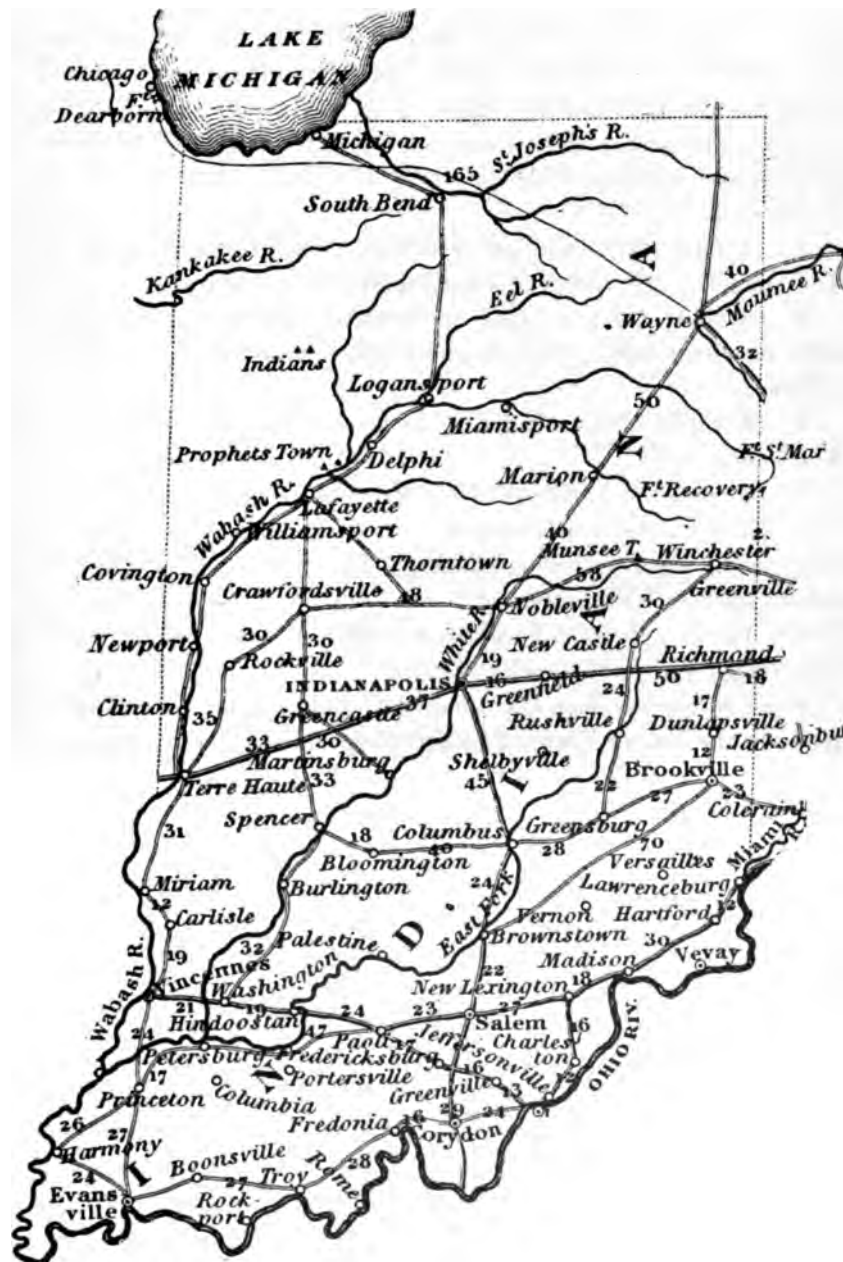 LAKE
MICHIGAN
Chicago
Ft.
Dearborn
Michigan
165
St Joseph's R.
South Bend
Kankakee R.
Eel R.
A
40
Maumee R.
Wayne
32
Indians
Logansport
50
Miamisport
N
Prophets Town
Delphi
Ft. St Mar
Marion
Ft. Recovery
Wabash R.
Lafayette
Williamsport
40
Munsee T.
Winchester
2.
Covington
Thorntown
58
Greenville
Crawfordsville
48
Nobleville
30
A
White R.
Newport
30
30
Rockville
19
New Castle
Richmond
INDIANAPOLIS
16
Greenfield
50
18
Clinton
35
Greencastle
37
24
17
Rushville
Dunlapsville
33
30
12
Jacksonbu
Martinsburg
Shelbyville
Terre Haute
33
45
I
22
Brookville
27
23
Colerain
31
Spencer
18
Columbus
Greensburg
40
28
70
Bloomington
Versailles
Miami
R.
Miriam
Burlington
24
Lawrenceburg
12
Carlisle
East Fork
Vernon
Hartford
12
32
D
Palestine
Brownstown
30
19
Madison
Vevay
Wabash R.
Vincennes
Washington
22
New Lexington
18
21
19
24
23
27
Hindoostan
Salem
24
47
Paoli
17
16
Charleston
Petersburg
Fredericksburg
Jeffersonville
OHIO RIV.
17
N
Portersville
16
Greenville
13
12
Princeton
Columbia
26
Fredonia
16
29
24
27
Corydon
Harmony
I
Boonsville
28
24
27
Troy
Rome
Evansville
Rockport